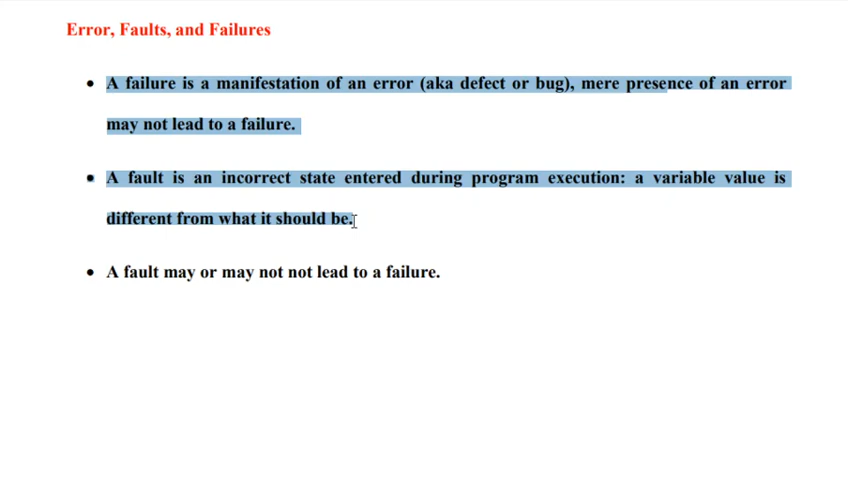 Error, Faults, and Failures
• A failure is a manifestation of an error (aka defect or bug), mere presence of an error
may not lead to a failure.
• A fault is an incorrect state entered during program execution: a variable value is
different from what it should be.
• A fault may or may not not lead to a failure.